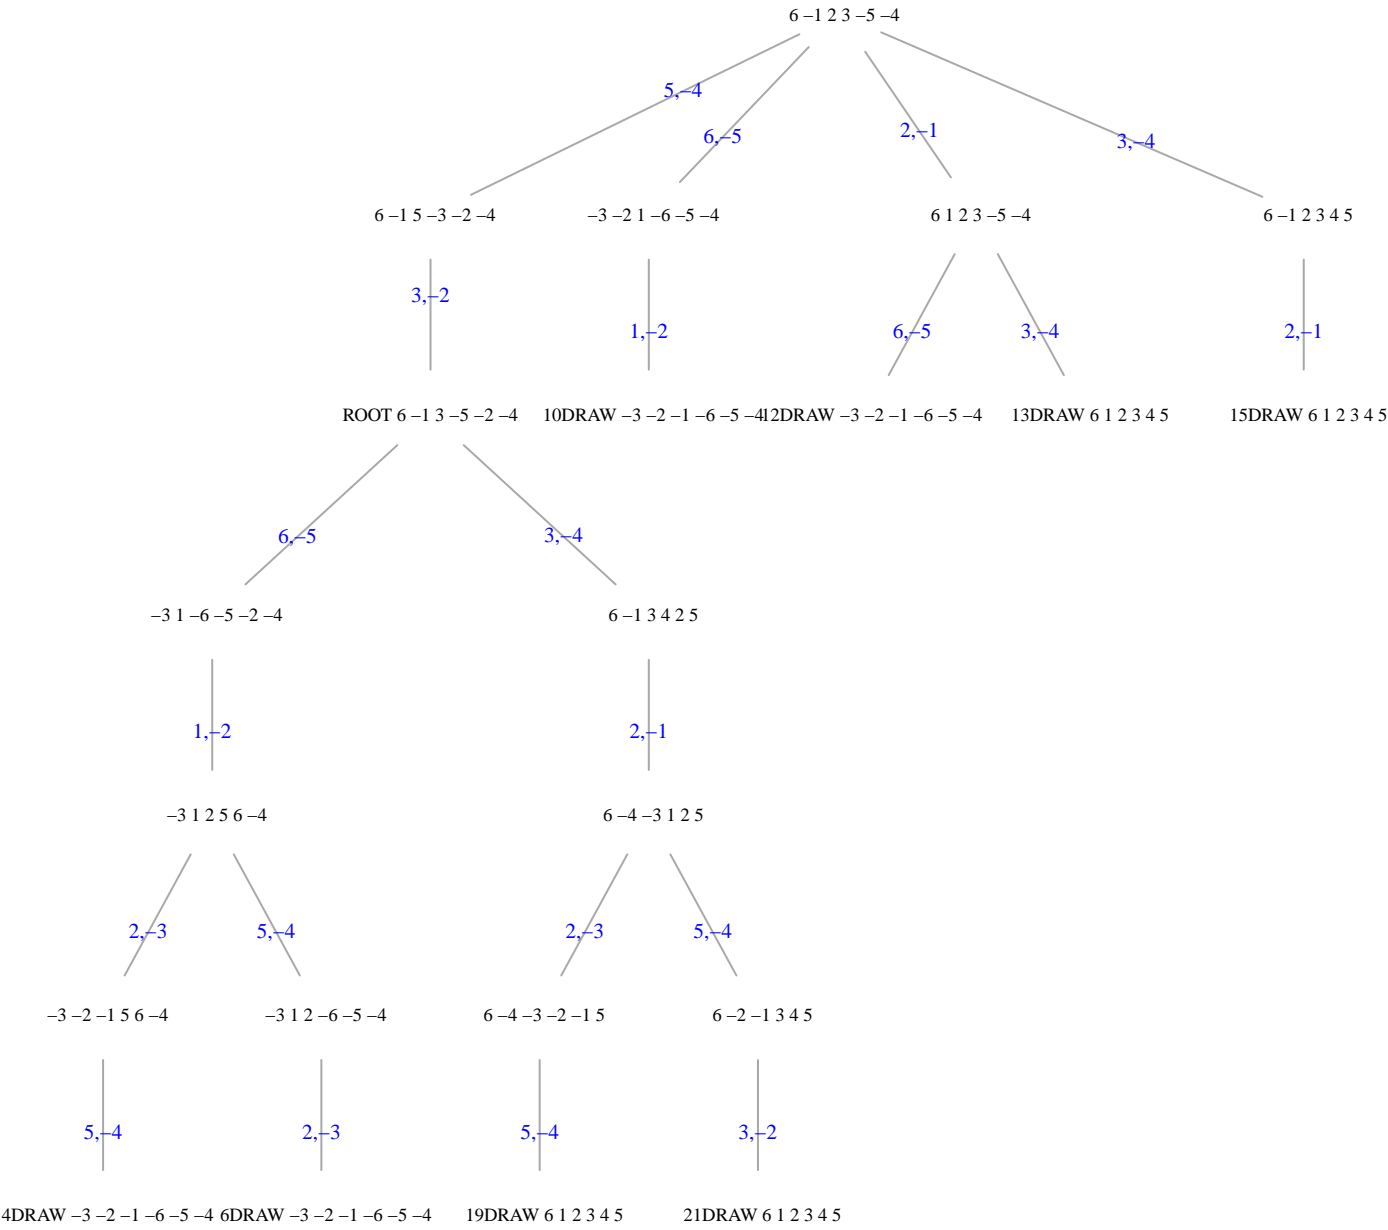 6 –1 2 3 –5 –4
5,–4
6,–5
2,–1
3,–4
6 –1 5 –3 –2 –4
–3 –2 1 –6 –5 –4
6 1 2 3 –5 –4
6 –1 2 3 4 5
3,–2
1,–2
6,–5
3,–4
2,–1
ROOT 6 –1 3 –5 –2 –4
10DRAW –3 –2 –1 –6 –5 –4
12DRAW –3 –2 –1 –6 –5 –4
13DRAW 6 1 2 3 4 5
15DRAW 6 1 2 3 4 5
6,–5
3,–4
–3 1 –6 –5 –2 –4
6 –1 3 4 2 5
1,–2
2,–1
–3 1 2 5 6 –4
6 –4 –3 1 2 5
2,–3
5,–4
2,–3
5,–4
–3 –2 –1 5 6 –4
–3 1 2 –6 –5 –4
6 –4 –3 –2 –1 5
6 –2 –1 3 4 5
5,–4
2,–3
5,–4
3,–2
4DRAW –3 –2 –1 –6 –5 –4
6DRAW –3 –2 –1 –6 –5 –4
19DRAW 6 1 2 3 4 5
21DRAW 6 1 2 3 4 5